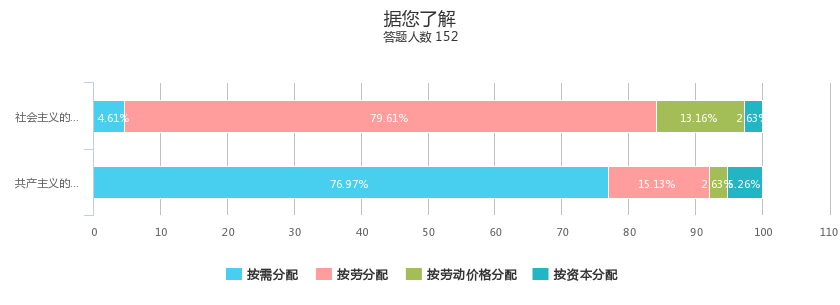 据您了解
答题人数 152
社会主义的...
4.61% 79.61% 13.16% 2.63%
共产主义的...
76.97% 15.13% 2.63% 5.26%
0 10 20 30 40 50 60 70 80 90 100 110
按需分配 按劳分配 按劳动价格分配 按资本分配